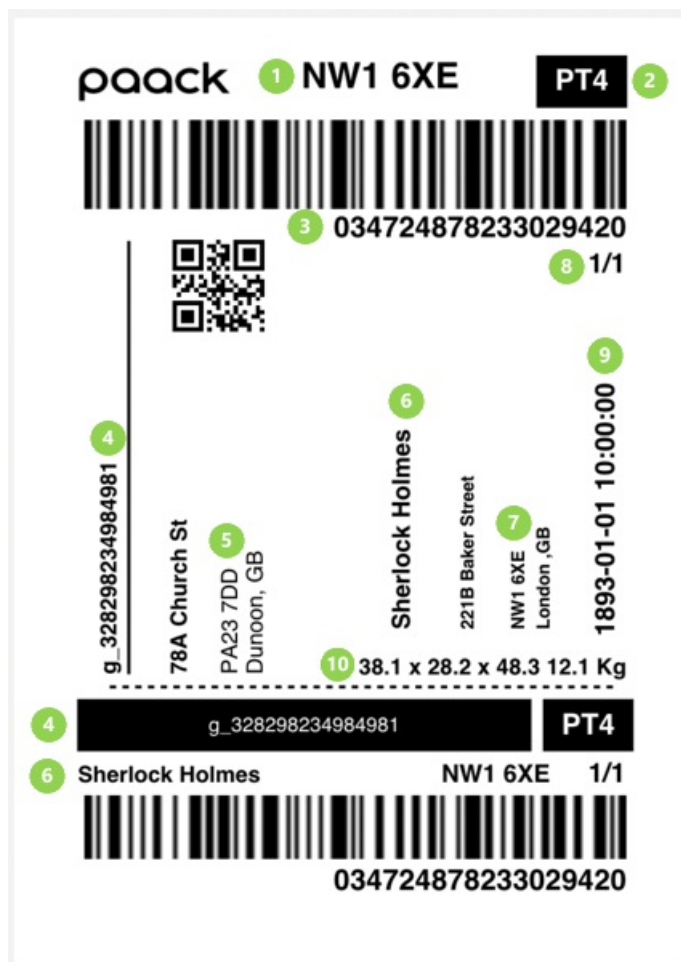 paack 1 NW1 6XE PT4 2
3 034724878233029420
8 1/1
9
1893-01-01 10:00:00
6
Sherlock Holmes
221B Baker Street
7
NW1 6XE
London ,GB
4
g_328298234984981
78A Church St
5
PA23 7DD
Dunoon, GB
10 38.1 x 28.2 x 48.3 12.1 Kg
4 g_328298234984981 PT4
6 Sherlock Holmes NW1 6XE 1/1
034724878233029420